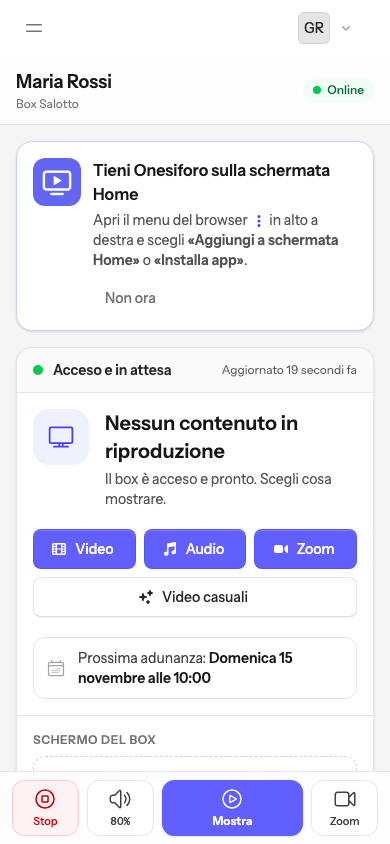 GR
Maria Rossi
Box Salotto
Online
Tieni Onesiforo sulla schermata
Home
Apri il menu del browser in alto a
destra e scegli «Aggiungi a schermata
Home» o «Installa app».
Non ora
Acceso e in attesa
Aggiornato 19 secondi fa
Nessun contenuto in
riproduzione
Il box è acceso e pronto. Scegli cosa
mostrare.
Video
Audio
Zoom
Video casuali
Prossima adunanza: Domenica 15
novembre alle 10:00
SCHERMO DEL BOX
Stop
80%
Mostra
Zoom